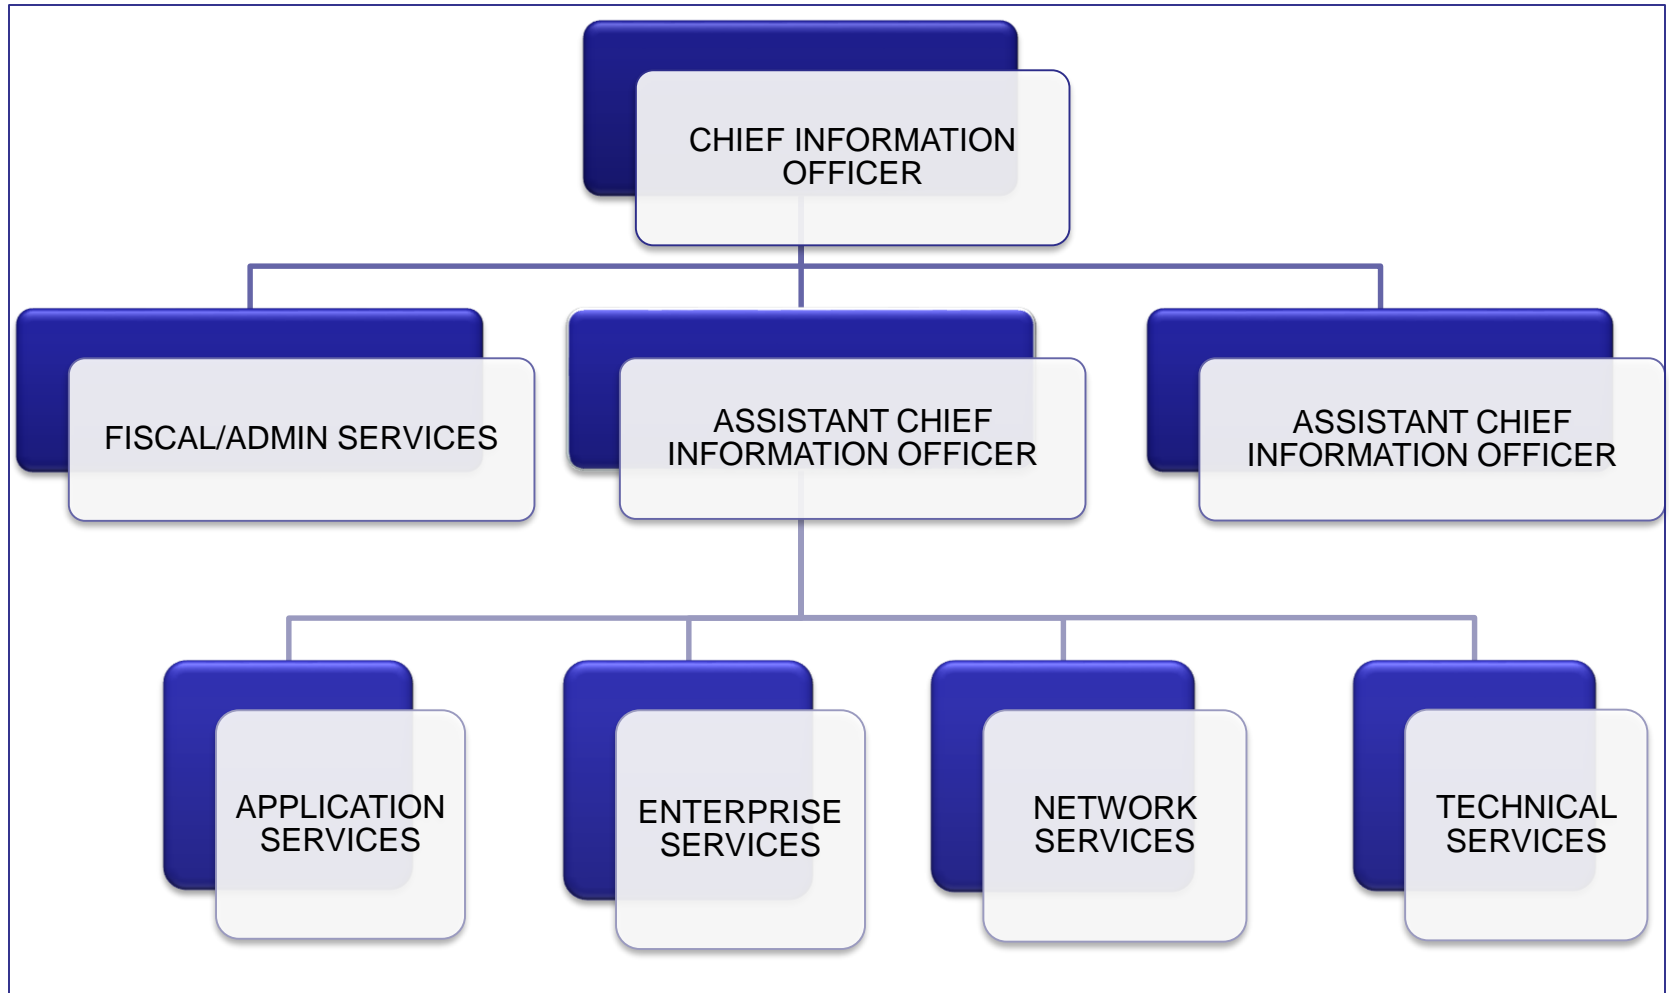 CHIEF INFORMATION
OFFICER
FISCAL/ADMIN SERVICES
ASSISTANT CHIEF
INFORMATION OFFICER
ASSISTANT CHIEF
INFORMATION OFFICER
APPLICATION
SERVICES
ENTERPRISE
SERVICES
NETWORK
SERVICES
TECHNICAL
SERVICES